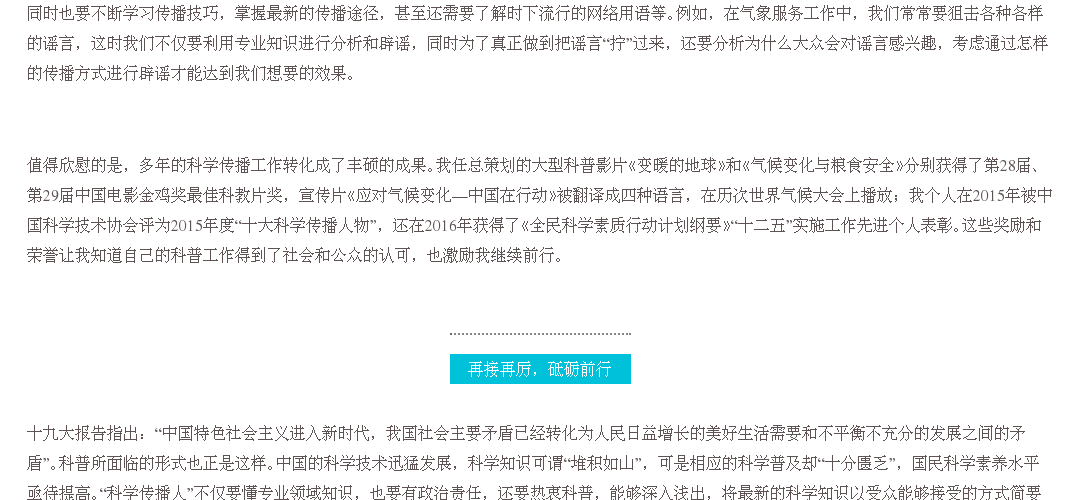 同时也要不断学习传播技巧，掌握最新的传播途径，甚至还需要了解时下流行的网络用语等。例如，在气象服务工作中，我们常常要狙击各种各样
的谣言，这时我们不仅要利用专业知识进行分析和辟谣，同时为了真正做到把谣言“拧”过来，还要分析为什么大众会对谣言感兴趣，考虑通过怎样
的传播方式进行辟谣才能达到我们想要的效果。
值得欣慰的是，多年的科学传播工作转化成了丰硕的成果。我任总策划的大型科普影片《变暖的地球》和《气候变化与粮食安全》分别获得了第28届、
第29届中国电影金鸡奖最佳科教片奖，宣传片《应对气候变化—中国在行动》被翻译成四种语言，在历次世界气候大会上播放；我个人在2015年被中
国科学技术协会评为2015年度“十大科学传播人物”，还在2016年获得了《全民科学素质行动计划纲要》“十二五”实施工作先进个人表彰。这些奖励和
荣誉让我知道自己的科普工作得到了社会和公众的认可，也激励我继续前行。
再接再厉，砥砺前行
十九大报告指出：“中国特色社会主义进入新时代，我国社会主要矛盾已经转化为人民日益增长的美好生活需要和不平衡不充分的发展之间的矛
盾”。科普所面临的形式也正是这样。中国的科学技术迅猛发展，科学知识可谓“堆积如山”，可是相应的科学普及却“十分匮乏”，国民科学素养水平
亟待提高。“科学传播人”不仅要懂专业领域知识，也要有政治责任，还要热衷科普，能够深入浅出，将最新的科学知识以受众能够接受的方式简要